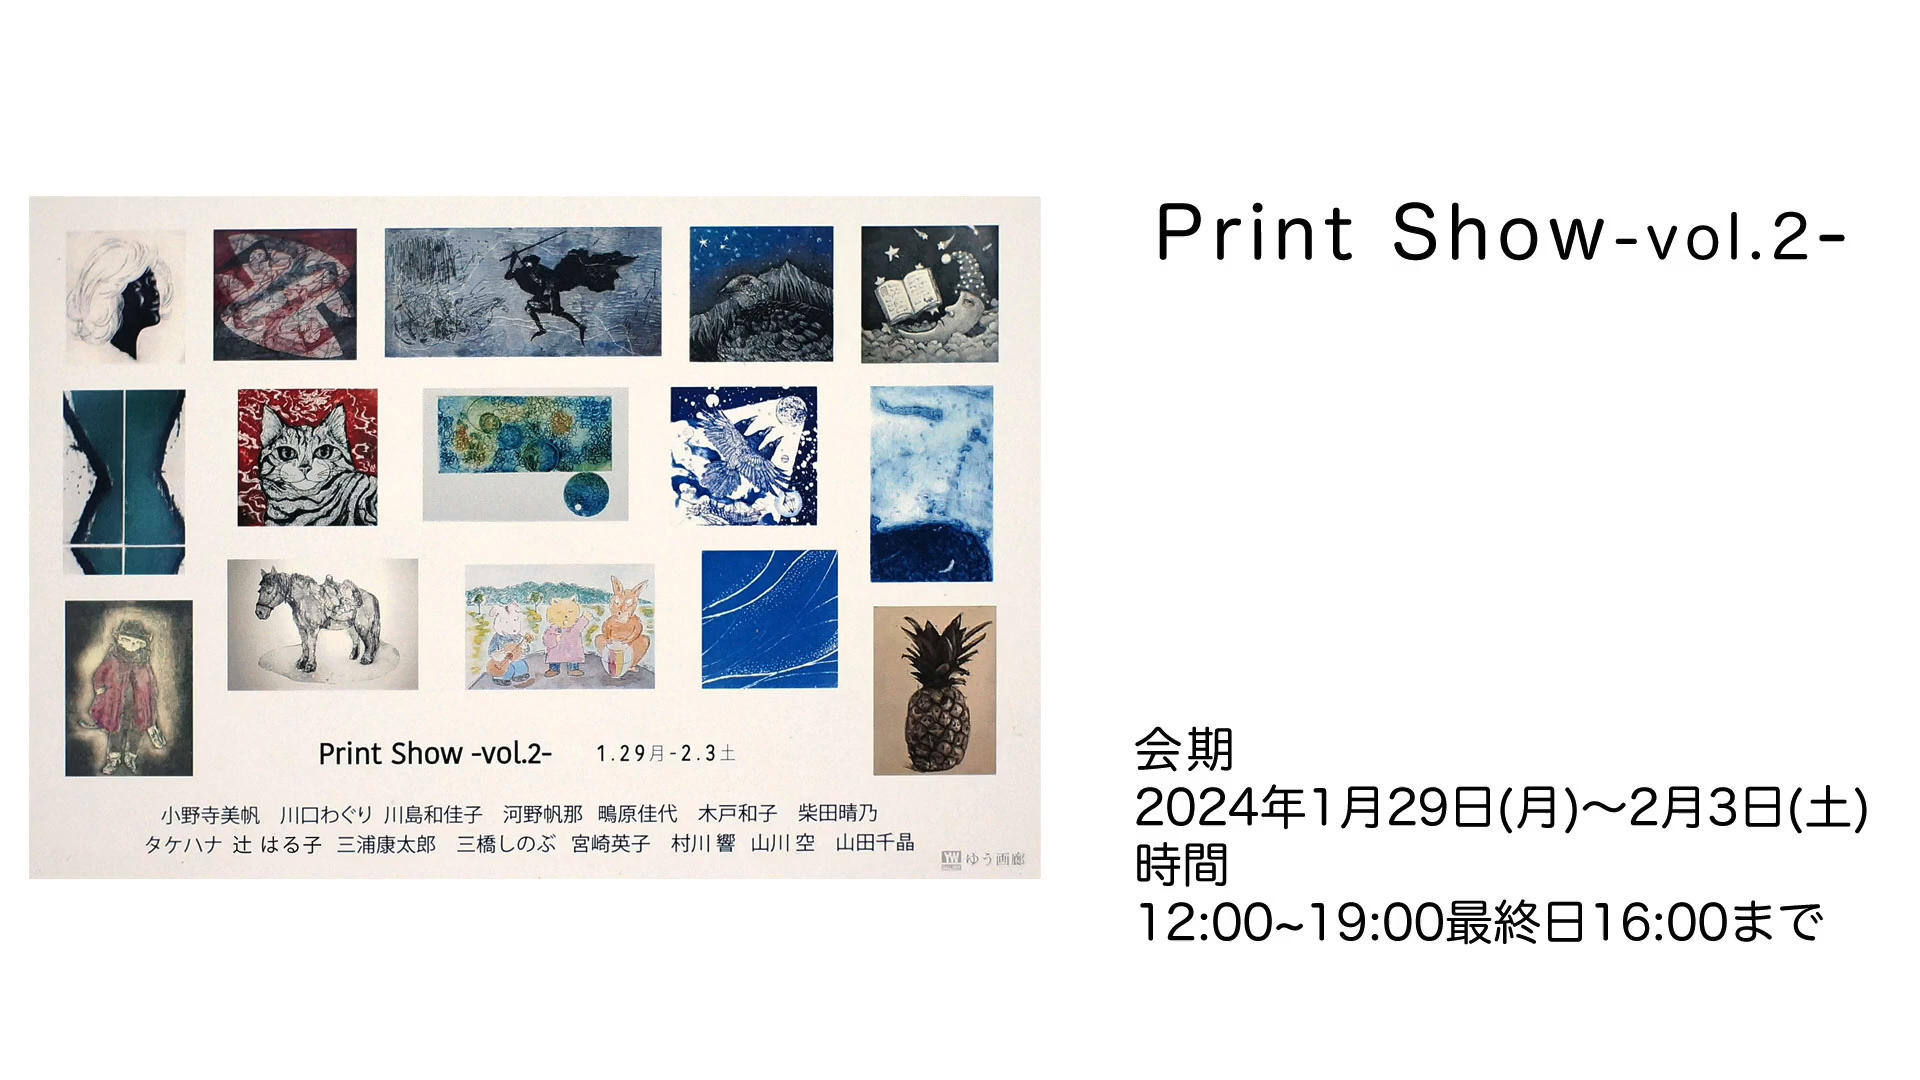 Print Show -vol.2-　1.29月-2.3土
小野寺美帆　川口わぐり　川島和佳子　河野帆那　鴫原佳代　木戸和子　柴田晴乃
タケハナ　辻 はる子　三浦康太郎　三橋しのぶ　宮崎英子　村川 響　山川 空　山田千晶
YW ゆう画廊
Print Show-vol.2-
会期
2024年1月29日(月)～2月3日(土)
時間
12:00~19:00最終日16:00まで